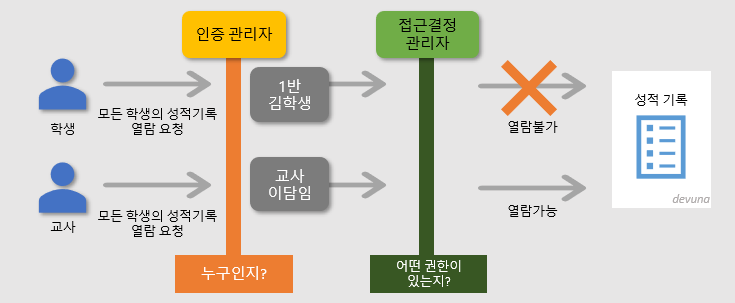 인증 관리자
접근결정
관리자
학생
모든 학생의 성적기록
열람 요청
1반
김학생
열람불가
성적 기록
devuna
교사
모든 학생의 성적기록
열람 요청
교사
이담임
열람가능
누구인지?
어떤 권한이
있는지?